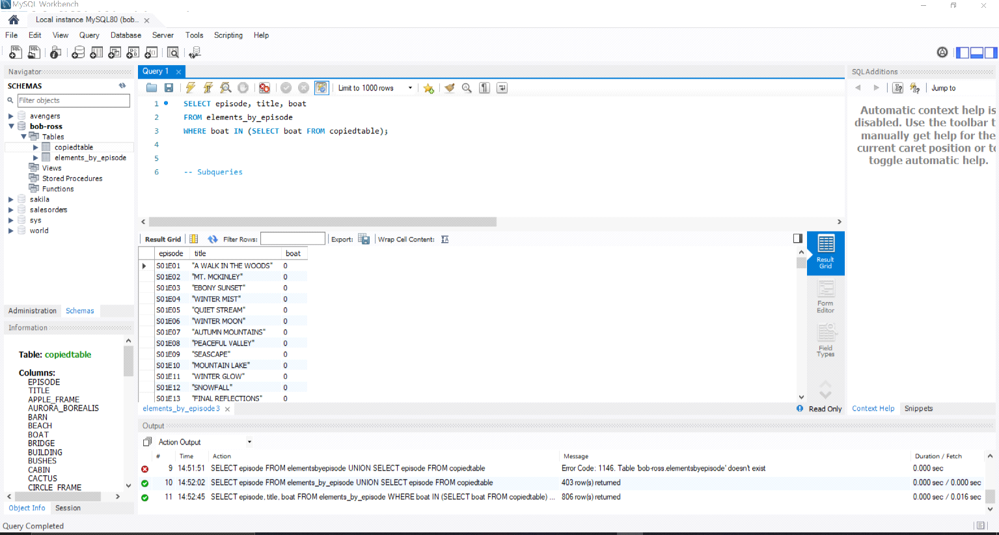 MySQL Workbench
Local instance MySQL80 (bob...
File Edit View Query Database Server Tools Scripting Help
Navigator
SCHEMAS
Filter objects
avengers
bob-ross
Tables
copiedtable
elements_by_episode
Views
Stored Procedures
Functions
sakila
salesorders
sys
world
Administration Schemas
Information
Table: copiedtable
Columns:
EPISODE
TITLE
APPLE_FRAME
AURORA_BOREALIS
BARN
BEACH
BOAT
BRIDGE
BUILDING
BUSHES
CABIN
CACTUS
CIRCLE_FRAME
Object Info Session
Query Completed
Query 1
Limit to 1000 rows
1 SELECT episode, title, boat
2 FROM elements_by_episode
3 WHERE boat IN (SELECT boat FROM copiedtable);
4
5
6 -- Subqueries
Result Grid Filter Rows: Export: Wrap Cell Content:
episode title boat
S01E01 "A WALK IN THE WOODS" 0
S01E02 "MT. MCKINLEY" 0
S01E03 "EBONY SUNSET" 0
S01E04 "WINTER MIST" 0
S01E05 "QUIET STREAM" 0
S01E06 "WINTER MOON" 0
S01E07 "AUTUMN MOUNTAINS" 0
S01E08 "PEACEFUL VALLEY" 0
S01E09 "SEASCAPE" 0
S01E10 "MOUNTAIN LAKE" 0
S01E11 "WINTER GLOW" 0
S01E12 "SNOWFALL" 0
S01E13 "FINAL REFLECTIONS" 0
Result
Grid
Form
Editor
Field
Types
elements_by_episode 3
Read Only
SQLAdditions
Jump to
Automatic context help is
disabled. Use the toolbar t
manually get help for the
current caret position or to
toggle automatic help.
Context Help Snippets
Output
Action Output
# Time Action Message Duration / Fetch
9 14:51:51 SELECT episode FROM elementsbyepisode UNION SELECT episode FROM copiedtable Error Code: 1146. Table 'bob-ross.elementsbyepisode' doesn't exist 0.000 sec
10 14:52:02 SELECT episode FROM elements_by_episode UNION SELECT episode FROM copiedtable 403 row(s) returned 0.000 sec / 0.000 sec
11 14:52:45 SELECT episode, title, boat FROM elements_by_episode WHERE boat IN (SELECT boat FROM copiedtable) ... 806 row(s) returned 0.000 sec / 0.016 sec